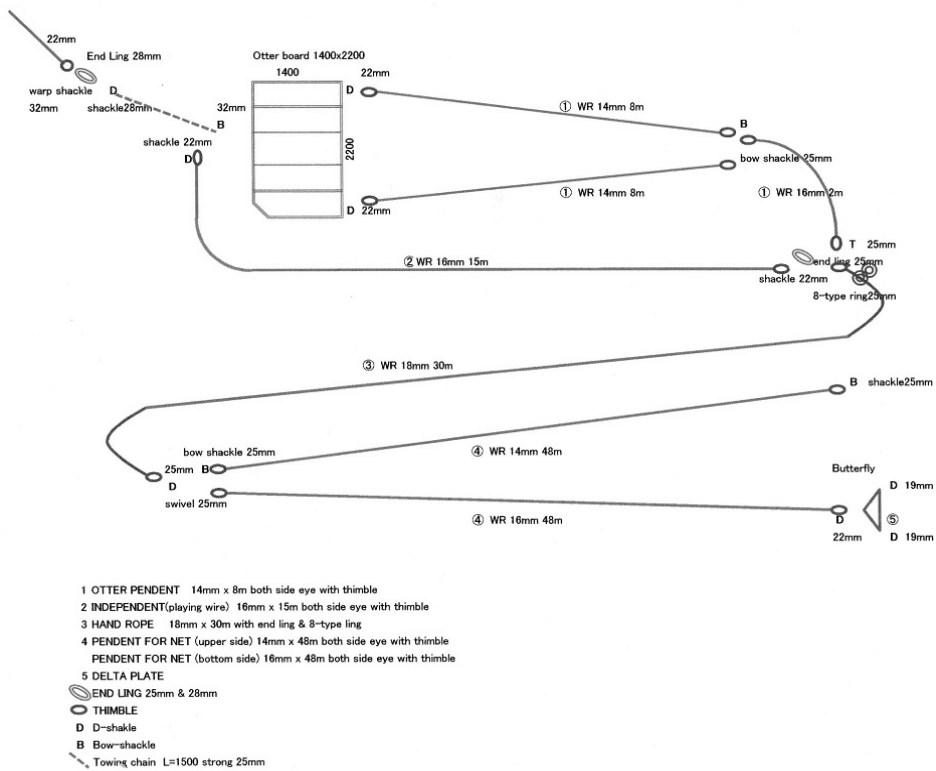 22mm
End Ling 28mm
warp shackle D
32mm shackle28mm
Otter board 1400x2200
1400
22mm
D
32mm
B
shackle 22mm
D
2200
① WR 14mm 8m
B
bow shackle 25mm
① WR 14mm 8m
① WR 16mm 2m
D 22mm
T 25mm
② WR 16mm 15m
end ling 25mm
shackle 22mm
8-type ring25mm
③ WR 18mm 30m
B shackle25mm
bow shackle 25mm
④ WR 14mm 48m
25mm B
D
swivel 25mm
Butterfly
D 19mm
④ WR 16mm 48m
D
⑤
22mm
D 19mm
1 OTTER PENDENT 14mm x 8m both side eye with thimble
2 INDEPENDENT(playing wire) 16mm x 15m both side eye with thimble
3 HAND ROPE 18mm x 30m with end ling & 8-type ling
4 PENDENT FOR NET (upper side) 14mm x 48m both side eye with thimble
PENDENT FOR NET (bottom side) 16mm x 48m both side eye with thimble
5 DELTA PLATE
END LING 25mm & 28mm
THIMBLE
D D-shakle
B Bow-shackle
Towing chain L=1500 strong 25mm